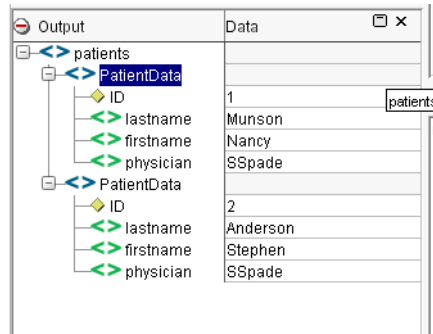 Output Data
patients
PatientData
ID 1
patients
lastname Munson
firstname Nancy
physician SSpade
PatientData
ID 2
lastname Anderson
firstname Stephen
physician SSpade